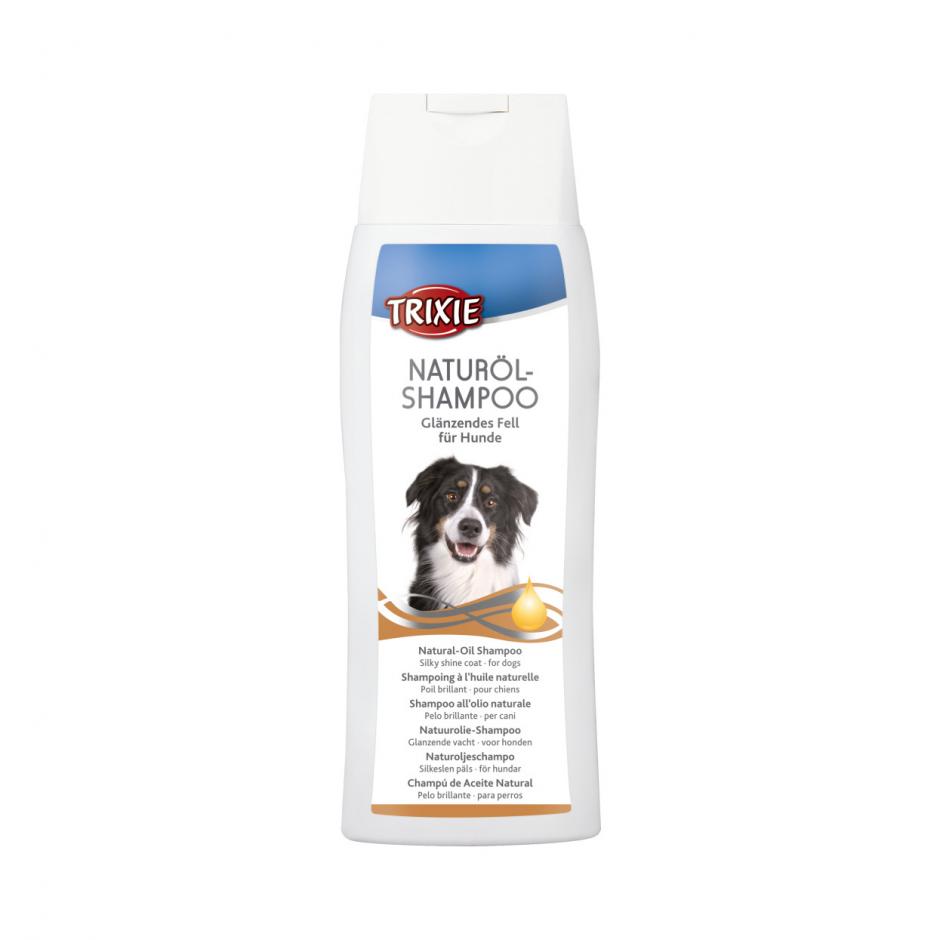 TRIXIE
NATURÖL-
SHAMPOO
Glänzendes Fell
für Hunde
Natural-Oil Shampoo
Silky shine coat · for dogs
Shampoing à l'huile naturelle
Poil brillant · pour chiens
Shampoo all'olio naturale
Pelo brillante · per cani
Natuurolie-Shampoo
Glanzende vacht · voor honden
Naturoljeschampo
Silkeslen päls · för hundar
Champú de Aceite Natural
Pelo brillante · para perros